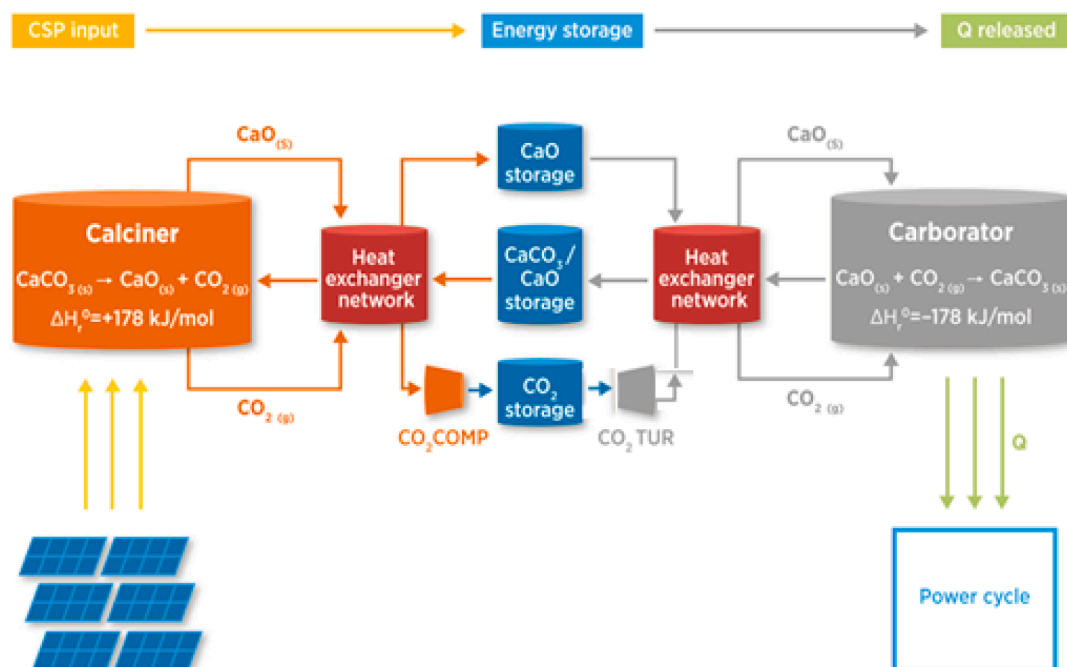 CSP input
Energy storage
Q released
CaO (S)
CaO
storage
CaO (S)
Calciner
CaCO3 (s) → CaO(s) + CO2 (g)
ΔHr⁰=+178 kJ/mol
Heat
exchanger
network
CaCO3 /
CaO
storage
Heat
exchanger
network
Carborator
CaO(s) + CO2 (g) → CaCO3 (s)
ΔHr⁰=–178 kJ/mol
CO2 (g)
CO2COMP
CO2
storage
CO2 TUR
CO2 (g)
Q
Power cycle